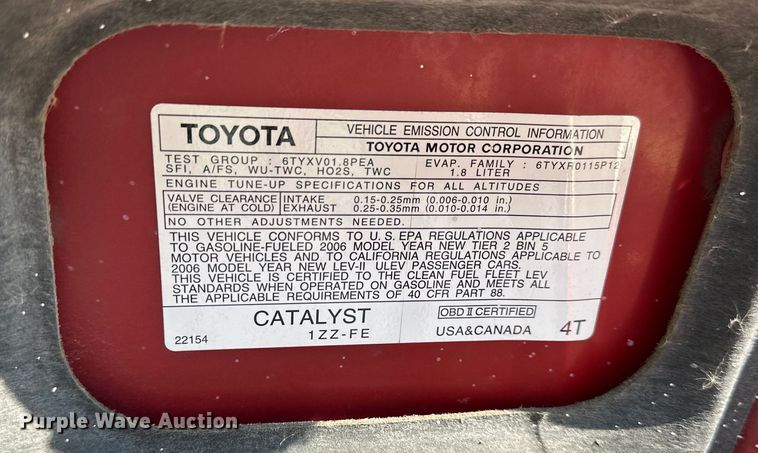 TOYOTA
VEHICLE EMISSION CONTROL INFORMATION
TOYOTA MOTOR CORPORATION
TEST GROUP : 6TYXV01.8PEA EVAP. FAMILY : 6TYXR0115P12
SFI, A/FS, WU-TWC, HO2S, TWC 1.8 LITER
ENGINE TUNE-UP SPECIFICATIONS FOR ALL ALTITUDES
VALVE CLEARANCE INTAKE 0.15-0.25mm (0.006-0.010 in.)
(ENGINE AT COLD) EXHAUST 0.25-0.35mm (0.010-0.014 in.)
NO OTHER ADJUSTMENTS NEEDED.
THIS VEHICLE CONFORMS TO U.S. EPA REGULATIONS APPLICABLE
TO GASOLINE-FUELED 2006 MODEL YEAR NEW TIER 2 BIN 5
MOTOR VEHICLES AND TO CALIFORNIA REGULATIONS APPLICABLE TO
2006 MODEL YEAR NEW LEV-II ULEV PASSENGER CARS.
THIS VEHICLE IS CERTIFIED TO THE CLEAN FUEL FLEET LEV
STANDARDS WHEN OPERATED ON GASOLINE AND MEETS ALL
THE APPLICABLE REQUIREMENTS OF 40 CFR PART 88.
CATALYST OBD II CERTIFIED
22154 1ZZ-FE USA&CANADA 4T
Purple Wave Auction